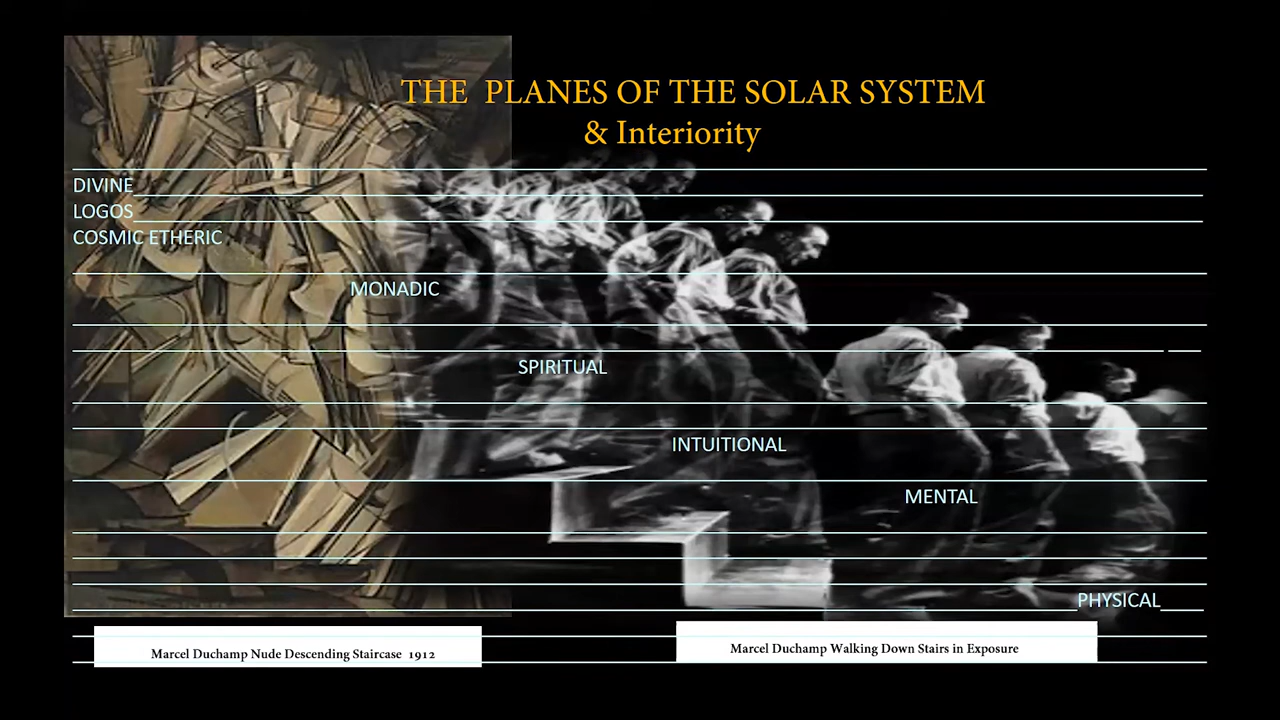 THE PLANES OF THE SOLAR SYSTEM
& Interiority
DIVINE
LOGOS
COSMIC ETHERIC
MONADIC
SPIRITUAL
INTUITIONAL
MENTAL
PHYSICAL
Marcel Duchamp Nude Descending Staircase 1912
Marcel Duchamp Walking Down Stairs in Exposure